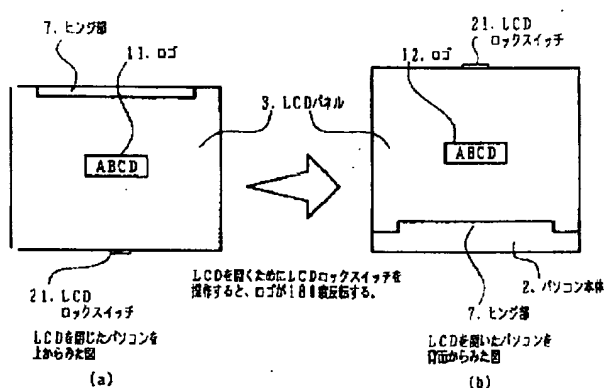 7. ヒンジ部
11. ロゴ
ABCD
3. LCDパネル
21. LCD
ロックスイッチ
12. ロゴ
ABCD
LCDを開くためにLCDロックスイッチを
操作すると、ロゴが180度反転する。
21. LCD
ロックスイッチ
LCDを閉じたパソコンを
上からみた図
(a)
2. パソコン本体
7. ヒンジ部
LCDを開いたパソコンを
背面からみた図
(b)